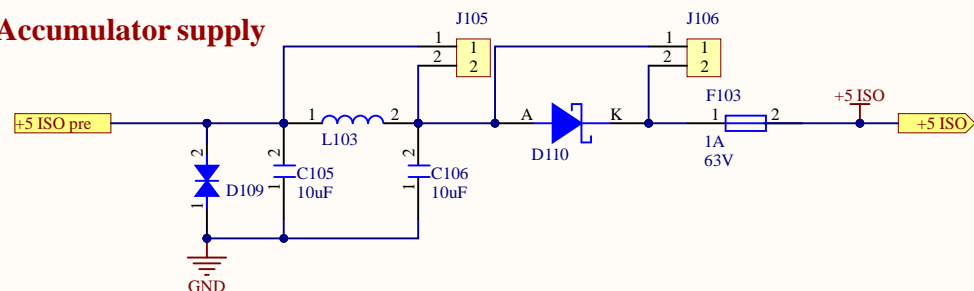 Accumulator supply
J105
1
2
1
2
J106
1
2
1
2
+5 ISO pre
1
2
L103
A
K
D110
F103
1
2
1A
63V
+5 ISO
+5 ISO
2
1
D109
2
1
C105
10uF
2
1
C106
10uF
GND